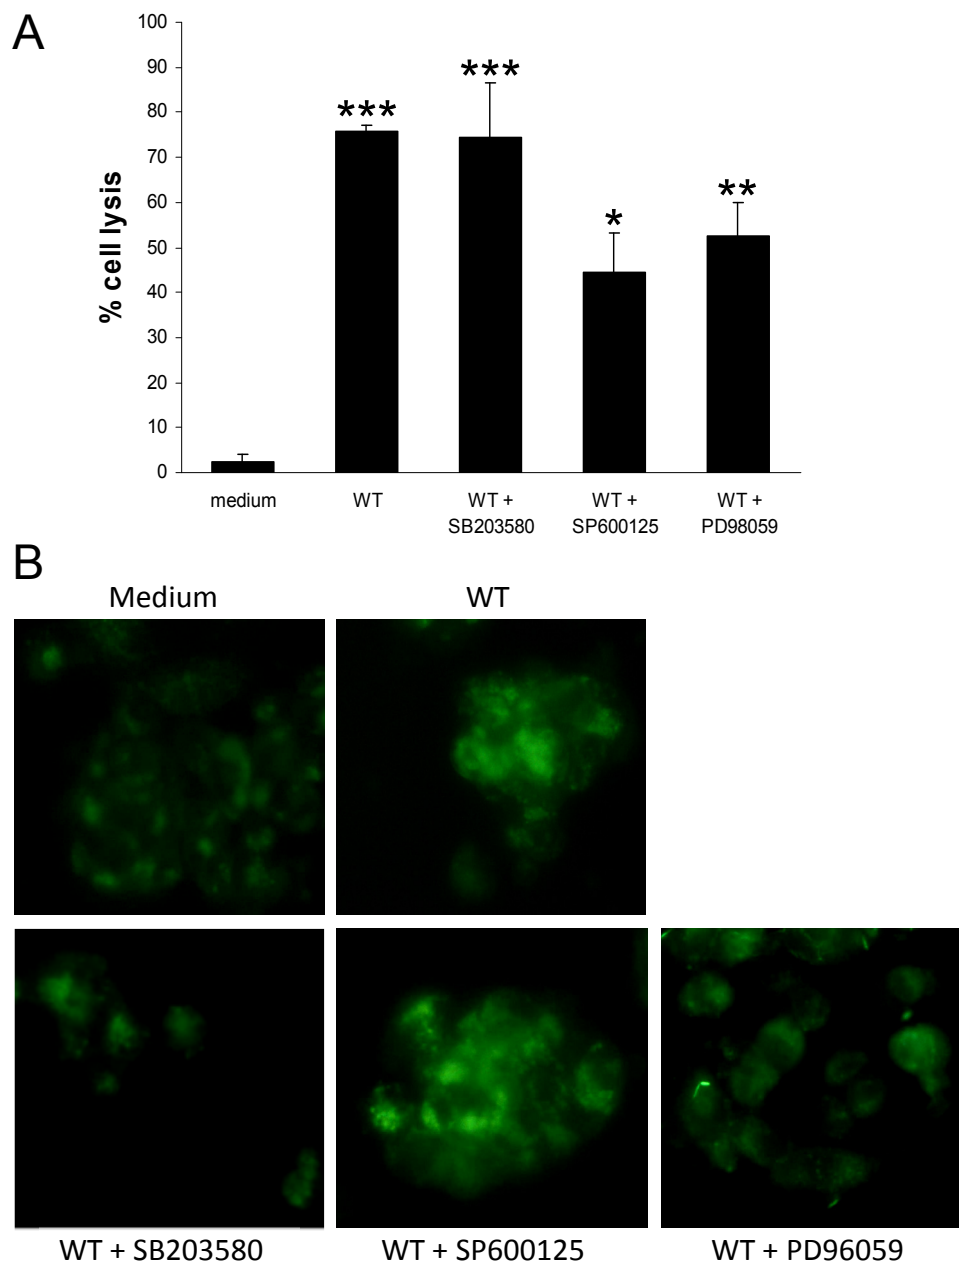 A
100
90
80
70
60
50
40
30
20
10
0
% cell lysis
***
***
*
**
medium
WT
WT +
SB203580
WT +
SP600125
WT +
PD98059
B
Medium
WT
WT + SB203580
WT + SP600125
WT + PD96059